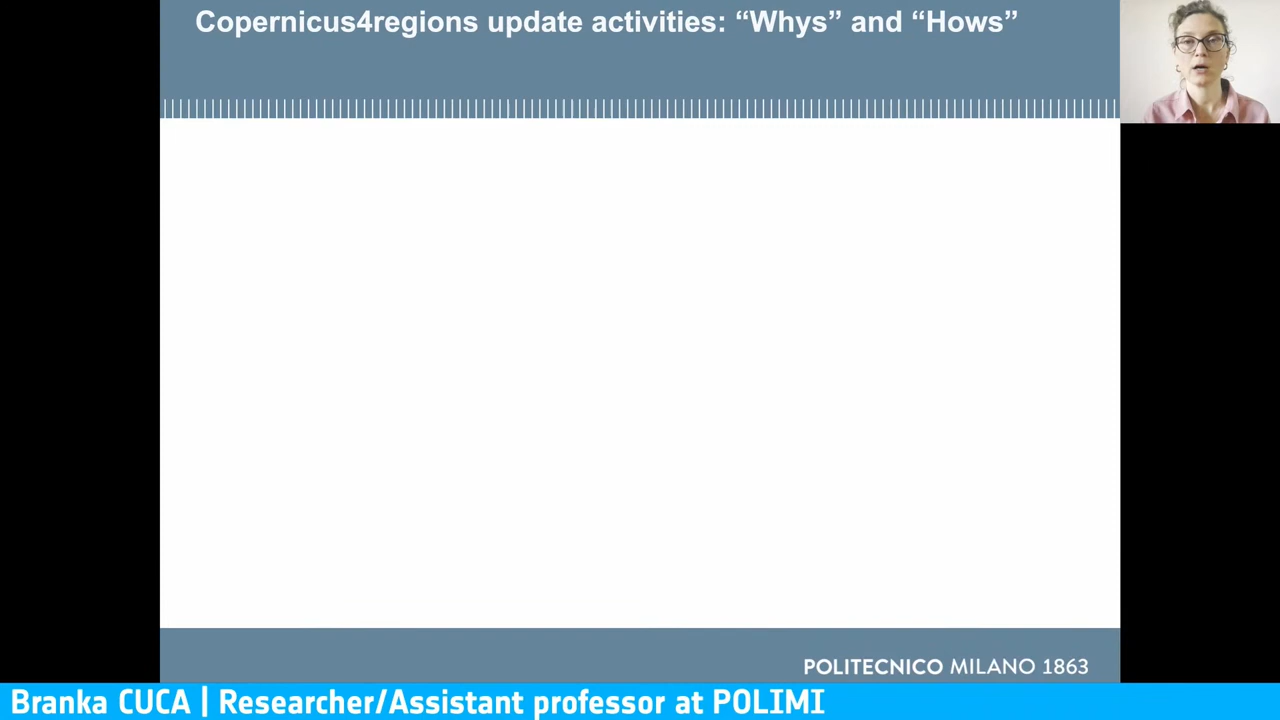 Copernicus4regions update activities: “Whys” and “Hows”
POLITECNICO MILANO 1863
Branka CUCA | Researcher/Assistant professor at POLIMI